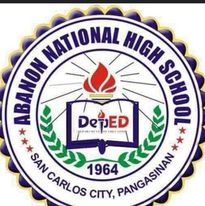 ABANON NATIONAL HIGH SCHOOL
DepED
1964
SAN CARLOS CITY, PANGASINAN